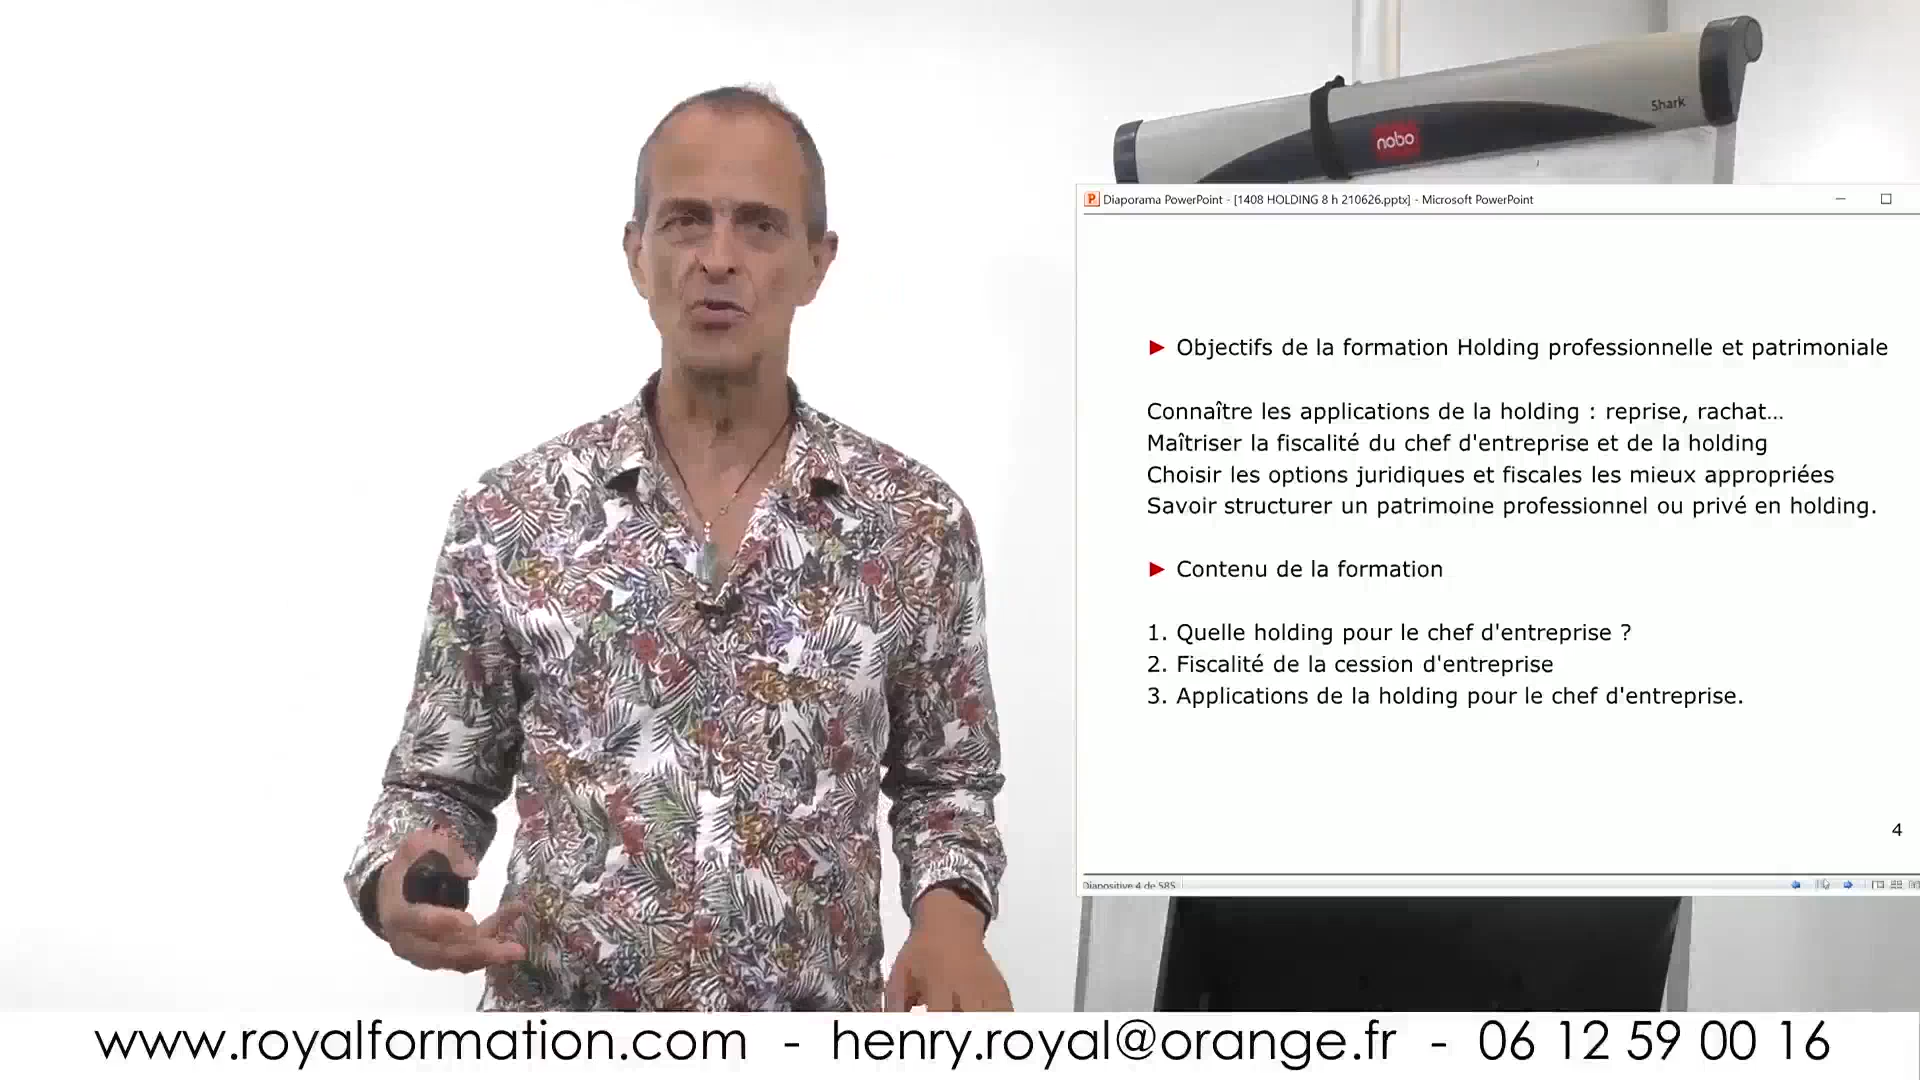 Shark
nobo
Diaporama PowerPoint - [1408 HOLDING 8 h 210626.pptx] - Microsoft PowerPoint
► Objectifs de la formation Holding professionnelle et patrimoniale
Connaître les applications de la holding : reprise, rachat…
Maîtriser la fiscalité du chef d'entreprise et de la holding
Choisir les options juridiques et fiscales les mieux appropriées
Savoir structurer un patrimoine professionnel ou privé en holding.
► Contenu de la formation
1. Quelle holding pour le chef d'entreprise ?
2. Fiscalité de la cession d'entreprise
3. Applications de la holding pour le chef d'entreprise.
4
Diapositive 4 de 585
www.royalformation.com - henry.royal@orange.fr - 06 12 59 00 16